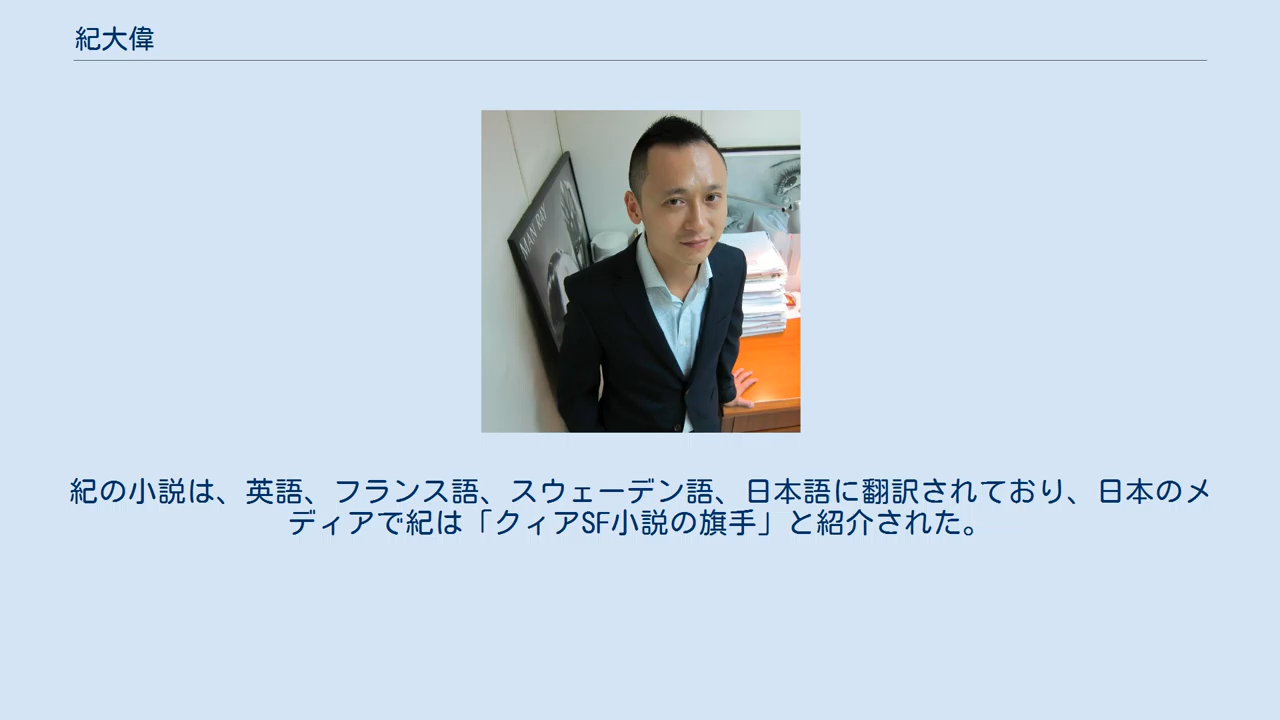 紀大偉
MAN RAY
紀の小説は、英語、フランス語、スウェーデン語、日本語に翻訳されており、日本のメ
ディアで紀は「クィアSF小説の旗手」と紹介された。